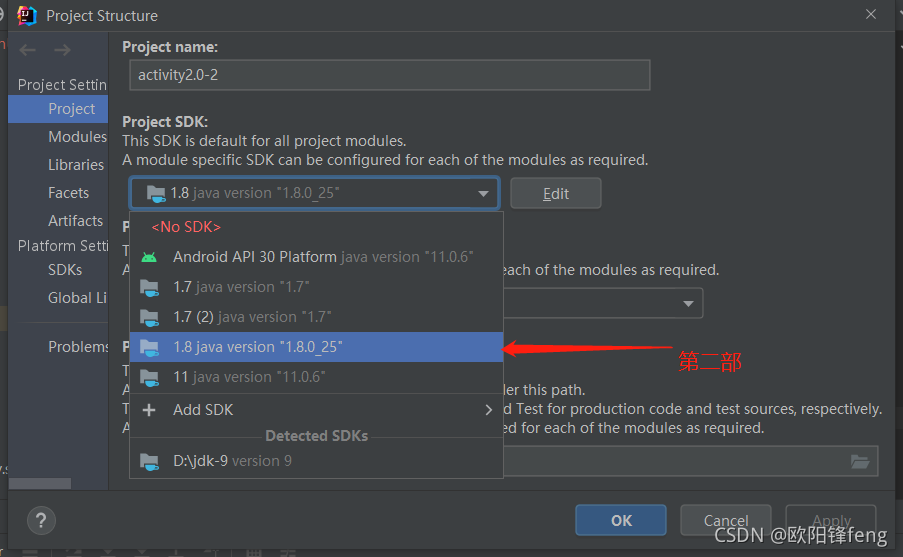 Project Structure
Project name:
activity2.0-2
Project Settin
Project
Modules
Libraries
Facets
Artifacts
Platform Setti
SDKs
Global Li
Problems
Project SDK:
This SDK is default for all project modules.
A module specific SDK can be configured for each of the modules as required.
1.8 java version "1.8.0_25"
Edit
<No SDK>
Android API 30 Platform java version "11.0.6"
each of the modules as required.
1.7 java version "1.7"
1.7 (2) java version "1.7"
1.8 java version "1.8.0_25"
第二部
11 java version "11.0.6"
der this path.
Add SDK
d Test for production code and test sources, respectively.
ed for each of the modules as required.
Detected SDKs
D:\jdk-9 version 9
?
OK
Cancel
Apply
CSDN @欧阳锋feng